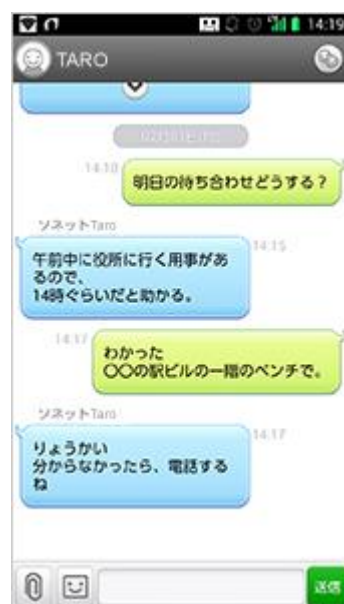 14:19
TARO
14:10
明日の待ち合わせどうする？
ソネットTaro
午前中に役所に行く用事があ
るので、
14時ぐらいだと助かる。
14:15
14:17
わかった
〇〇の駅ビルの一階のベンチで。
ソネットTaro
りょうかい
分からなかったら、電話する
ね
14:17
送信